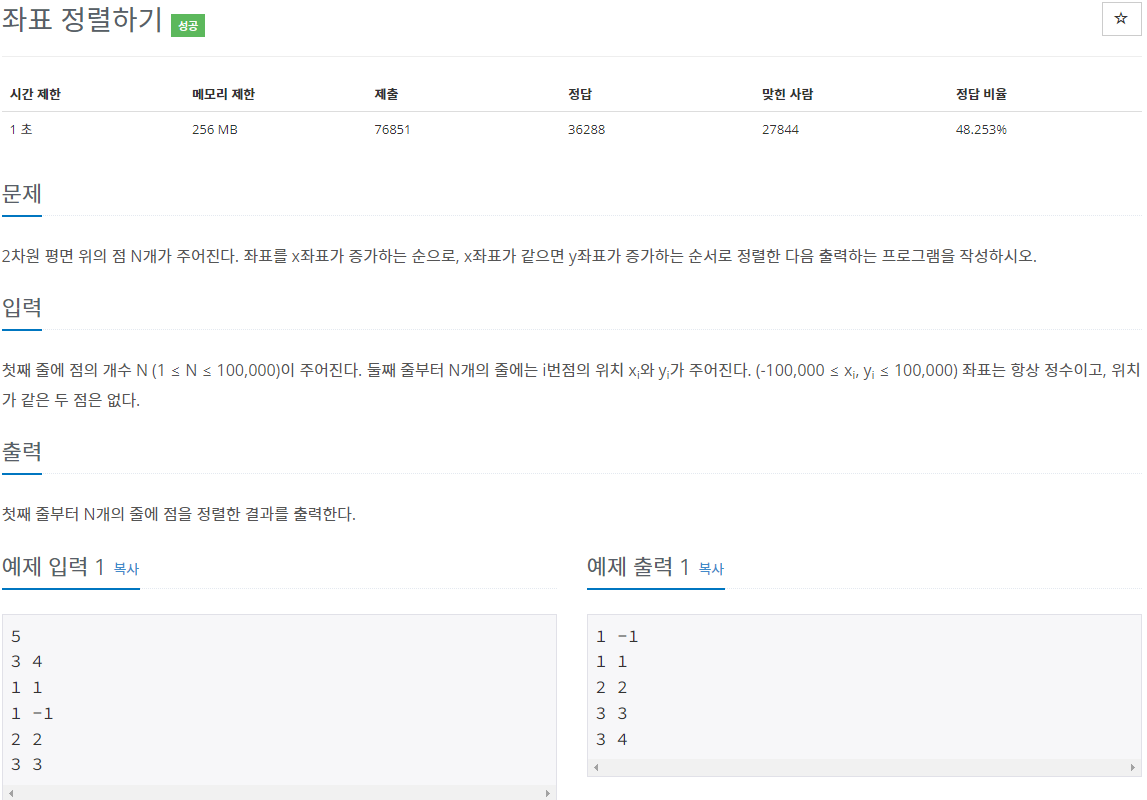 좌표 정렬하기 성공
☆
시간 제한 메모리 제한 제출 정답 맞힌 사람 정답 비율
1 초 256 MB 76851 36288 27844 48.253%
문제
2차원 평면 위의 점 N개가 주어진다. 좌표를 x좌표가 증가하는 순으로, x좌표가 같으면 y좌표가 증가하는 순서로 정렬한 다음 출력하는 프로그램을 작성하시오.
입력
첫째 줄에 점의 개수 N (1 ≤ N ≤ 100,000)이 주어진다. 둘째 줄부터 N개의 줄에는 i번점의 위치 xi와 yi가 주어진다. (-100,000 ≤ xi, yi ≤ 100,000) 좌표는 항상 정수이고, 위치
가 같은 두 점은 없다.
출력
첫째 줄부터 N개의 줄에 점을 정렬한 결과를 출력한다.
예제 입력 1 복사
5
3 4
1 1
1 -1
2 2
3 3
예제 출력 1 복사
1 -1
1 1
2 2
3 3
3 4